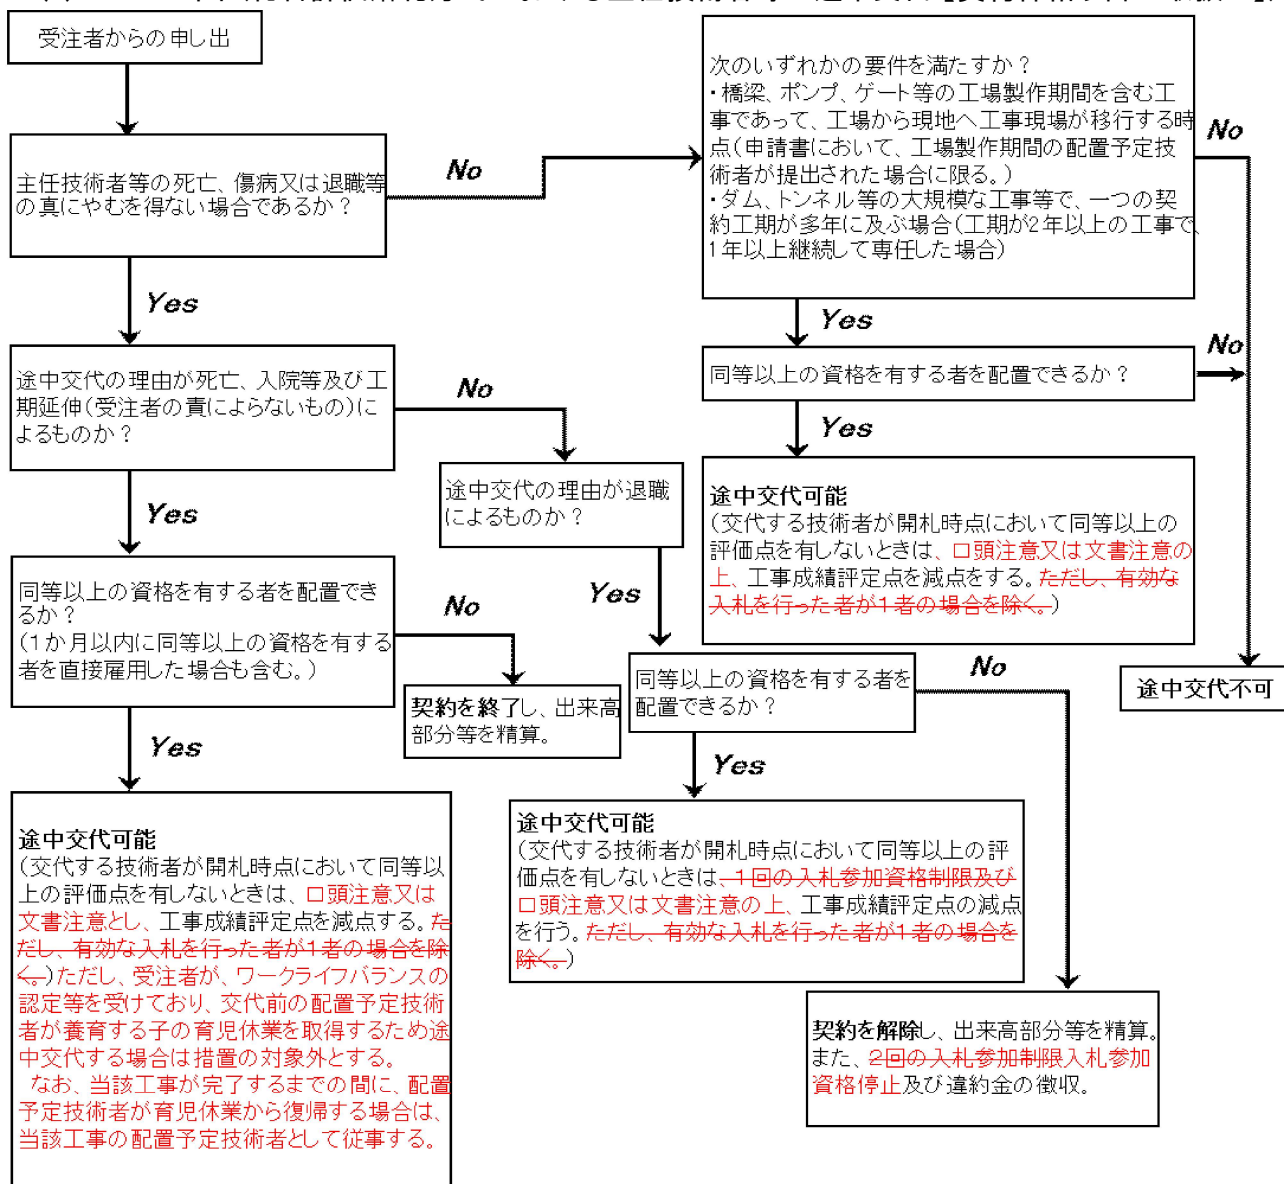 受注者からの申し出
主任技術者等の死亡、傷病又は退職等
の真にやむを得ない場合であるか？
No
次のいずれかの要件を満たすか？
・橋梁、ポンプ、ゲート等の工場製作期間を含む工
事であって、工場から現地へ工事現場が移行する時
点(申請書において、工場製作期間の配置予定技
術者が提出された場合に限る。)
・ダム、トンネル等の大規模な工事等で、一つの契
約工期が多年に及ぶ場合(工期が2年以上の工事で、
1年以上継続して専任した場合)
No
Yes
Yes
同等以上の資格を有する者を配置できるか？
No
Yes
途中交代の理由が死亡、入院等及び工
期延伸(受注者の責によらないもの)に
よるものか？
No
途中交代の理由が退職
によるものか？
Yes
途中交代可能
(交代する技術者が開札時点において同等以上の
評価点を有しないときは、口頭注意又は文書注意の
上、工事成績評定点を減点をする。ただし、有効な
入札を行った者が1者の場合を除く。)
途中交代不可
同等以上の資格を有する者を配置でき
るか？
(1か月以内に同等以上の資格を有する
者を直接雇用した場合も含む。)
No
契約を終了し、出来高
部分等を精算。
Yes
同等以上の資格を有する者を
配置できるか？
No
Yes
Yes
途中交代可能
(交代する技術者が開札時点において同等以
上の評価点を有しないときは、口頭注意又は
文書注意とし、工事成績評定点を減点する。た
だし、有効な入札を行った者が1者の場合を除
く。)ただし、受注者が、ワークライフバランスの
認定等を受けており、交代前の配置予定技術
者が養育する子の育児休業を取得するため途
中交代する場合は措置の対象外とする。
なお、当該工事が完了するまでの間に、配置
予定技術者が育児休業から復帰する場合は、
当該工事の配置予定技術者として従事する。
途中交代可能
(交代する技術者が開札時点において同等以上の評
価点を有しないときは、1回の入札参加資格制限及び
口頭注意又は文書注意の上、工事成績評定点の減点
を行う。ただし、有効な入札を行った者が1者の場合を
除く。)
契約を解除し、出来高部分等を精算。
また、2回の入札参加制限入札参加
資格停止及び違約金の徴収。